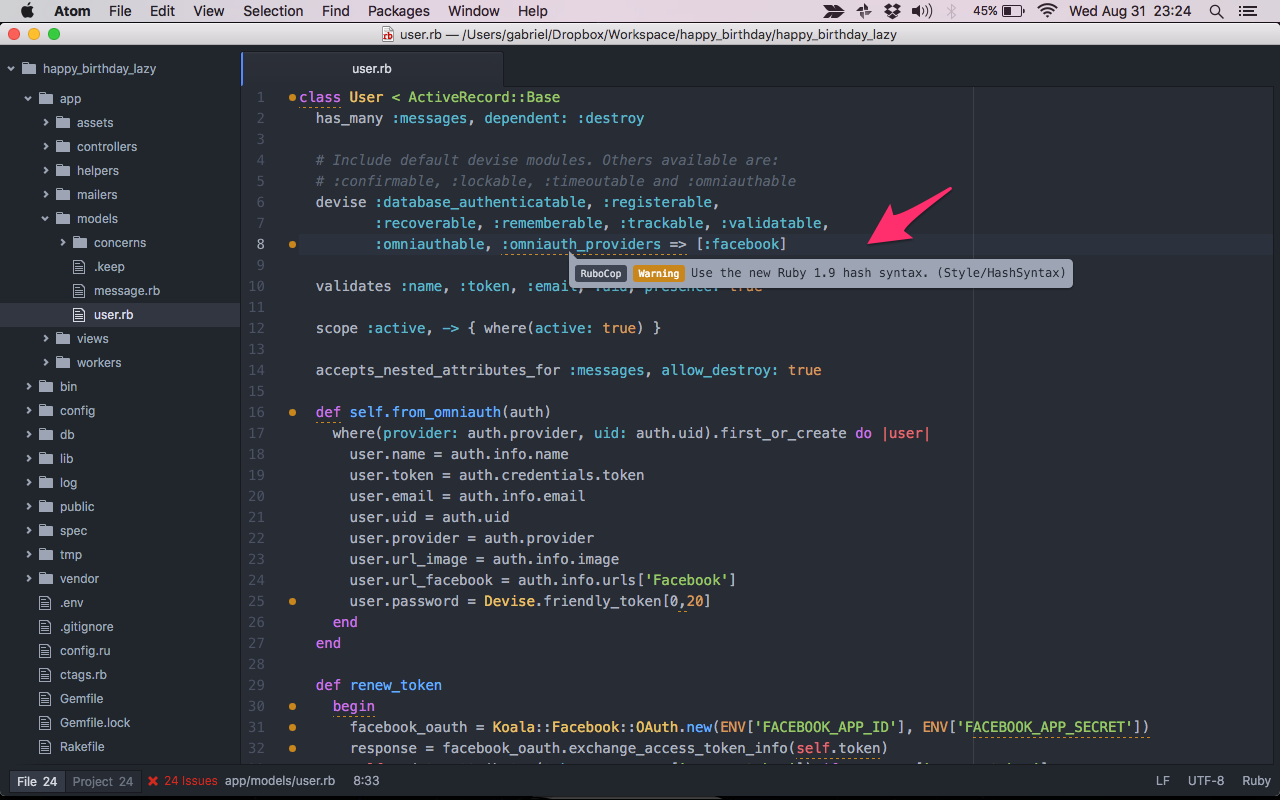 Atom File Edit View Selection Find Packages Window Help 45% Wed Aug 31 23:24
user.rb — /Users/gabriel/Dropbox/Workspace/happy_birthday/happy_birthday_lazy
happy_birthday_lazy
app
assets
controllers
helpers
mailers
models
concerns
.keep
message.rb
user.rb
views
workers
bin
config
db
lib
log
public
spec
tmp
vendor
.env
.gitignore
config.ru
ctags.rb
Gemfile
Gemfile.lock
Rakefile
user.rb
1 class User < ActiveRecord::Base
2 has_many :messages, dependent: :destroy
3
4 # Include default devise modules. Others available are:
5 # :confirmable, :lockable, :timeoutable and :omniauthable
6 devise :database_authenticatable, :registerable,
7 :recoverable, :rememberable, :trackable, :validatable,
8 :omniauthable, :omniauth_providers => [:facebook]
RuboCop Warning Use the new Ruby 1.9 hash syntax. (Style/HashSyntax)
9
10 validates :name, :token, :email, :uid, presence: true
11
12 scope :active, -> { where(active: true) }
13
14 accepts_nested_attributes_for :messages, allow_destroy: true
15
16 def self.from_omniauth(auth)
17 where(provider: auth.provider, uid: auth.uid).first_or_create do |user|
18 user.name = auth.info.name
19 user.token = auth.credentials.token
20 user.email = auth.info.email
21 user.uid = auth.uid
22 user.provider = auth.provider
23 user.url_image = auth.info.image
24 user.url_facebook = auth.info.urls['Facebook']
25 user.password = Devise.friendly_token[0,20]
26 end
27 end
28
29 def renew_token
30 begin
31 facebook_oauth = Koala::Facebook::OAuth.new(ENV['FACEBOOK_APP_ID'], ENV['FACEBOOK_APP_SECRET'])
32 response = facebook_oauth.exchange_access_token_info(self.token)
File 24 Project 24 24 Issues app/models/user.rb 8:33 LF UTF-8 Ruby